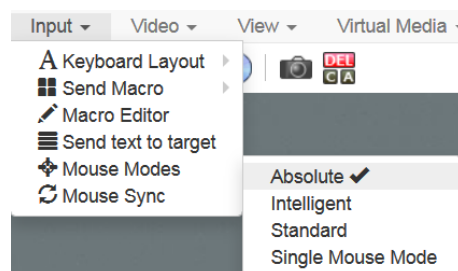 Input Video View Virtual Media
A Keyboard Layout
DEL
CA
Send Macro
Macro Editor
Send text to target
Mouse Modes
Mouse Sync
Absolute
Intelligent
Standard
Single Mouse Mode